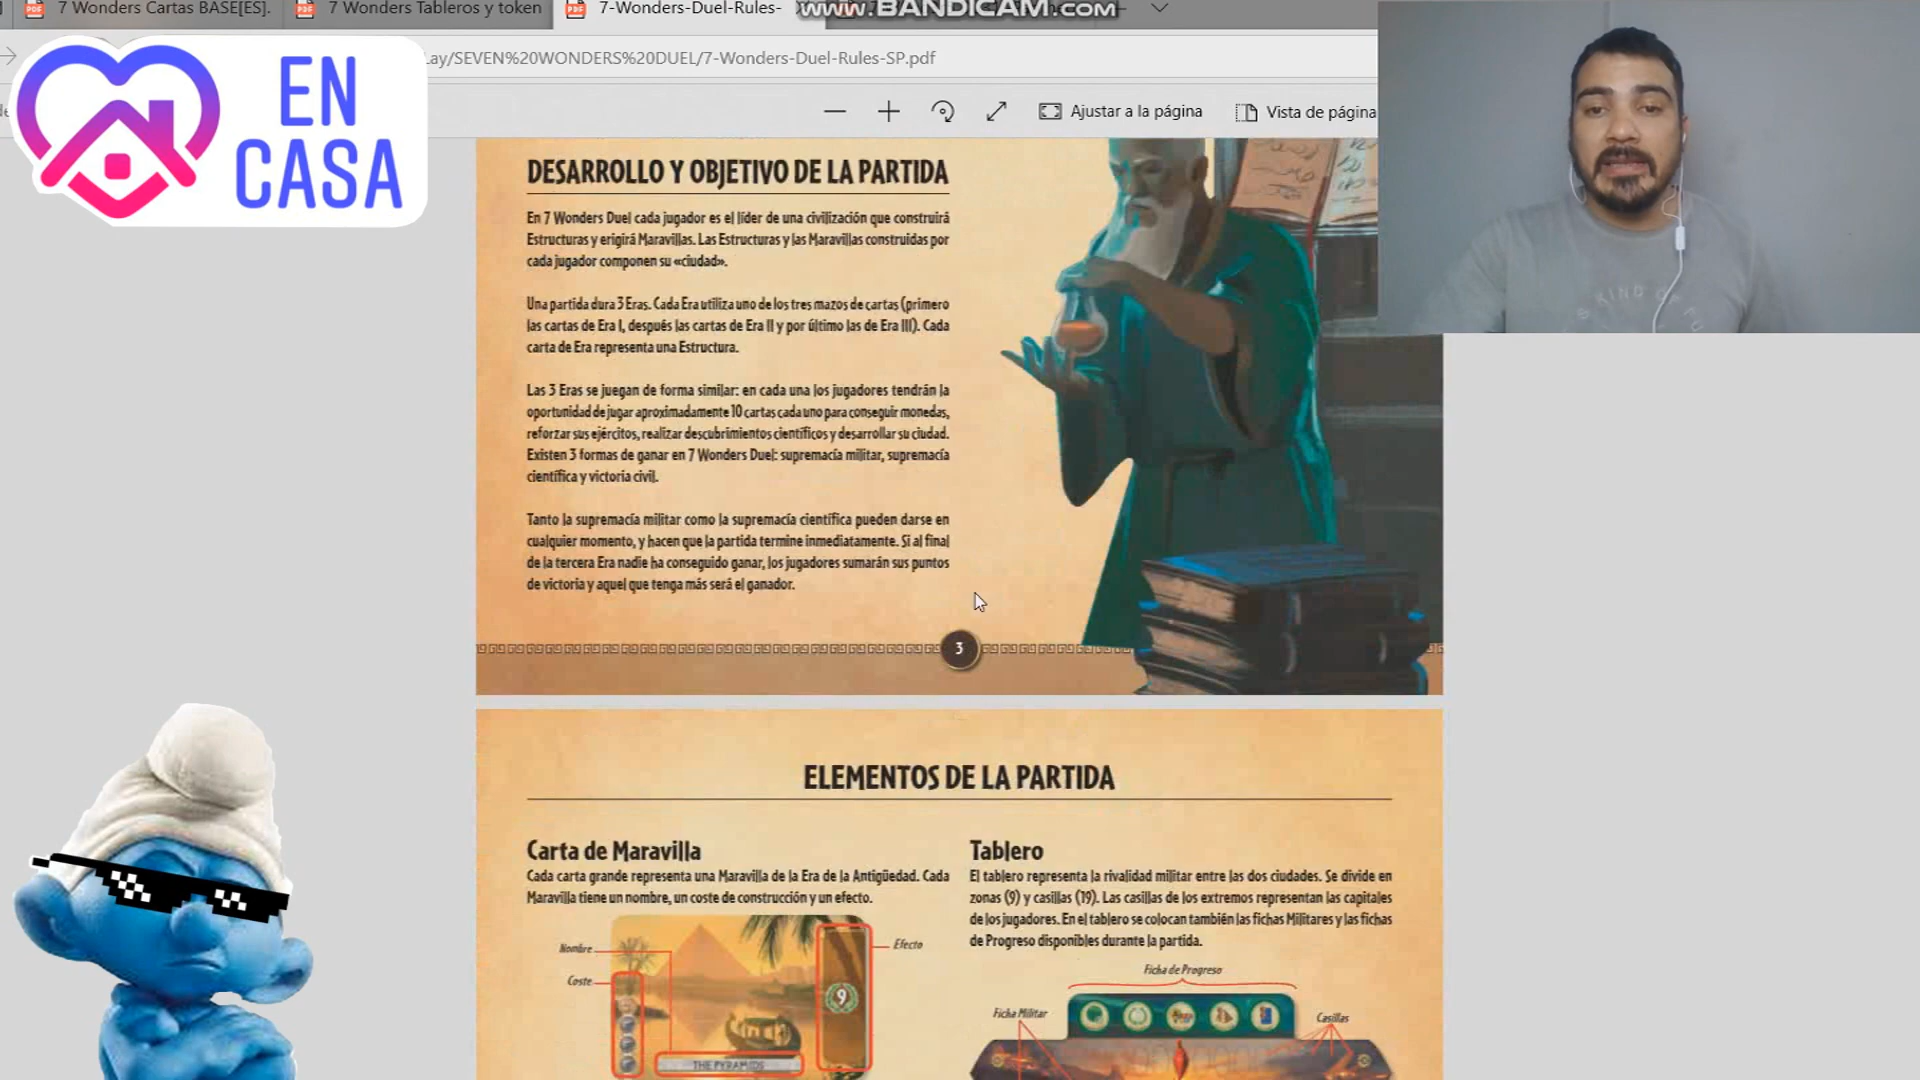 7 Wonders Cartas BASE[ES].
7 Wonders Tableros y token
7-Wonders-Duel-Rules-
www.BANDICAM.com
ay/SEVEN%20WONDERS%20DUEL/7-Wonders-Duel-Rules-SP.pdf
Ajustar a la página
Vista de página
EN
CASA
DESARROLLO Y OBJETIVO DE LA PARTIDA
En 7 Wonders Duel cada jugador es el líder de una civilización que construirá
Estructuras y erigirá Maravillas. Las Estructuras y las Maravillas construidas por
cada jugador componen su «ciudad».
Una partida dura 3 Eras. Cada Era utiliza uno de los tres mazos de cartas (primero
las cartas de Era I, después las cartas de Era II y por último las de Era III). Cada
carta de Era representa una Estructura.
Las 3 Eras se juegan de forma similar: en cada una los jugadores tendrán la
oportunidad de jugar aproximadamente 10 cartas cada uno para conseguir monedas,
reforzar sus ejércitos, realizar descubrimientos científicos y desarrollar su ciudad.
Existen 3 formas de ganar en 7 Wonders Duel: supremacía militar, supremacía
científica y victoria civil.
Tanto la supremacía militar como la supremacía científica pueden darse en
cualquier momento, y hacen que la partida termine inmediatamente. Si al final
de la tercera Era nadie ha conseguido ganar, los jugadores sumarán sus puntos
de victoria y aquel que tenga más será el ganador.
3
ELEMENTOS DE LA PARTIDA
Carta de Maravilla
Cada carta grande representa una Maravilla de la Era de la Antigüedad. Cada
Maravilla tiene un nombre, un coste de construcción y un efecto.
Nombre
Coste
Efecto
9
THE PYRAMIDS
Tablero
El tablero representa la rivalidad militar entre las dos ciudades. Se divide en
zonas (9) y casillas (19). Las casillas de los extremos representan las capitales
de los jugadores. En el tablero se colocan también las fichas Militares y las fichas
de Progreso disponibles durante la partida.
Ficha de Progreso
Ficha Militar
Casillas
KIND OF